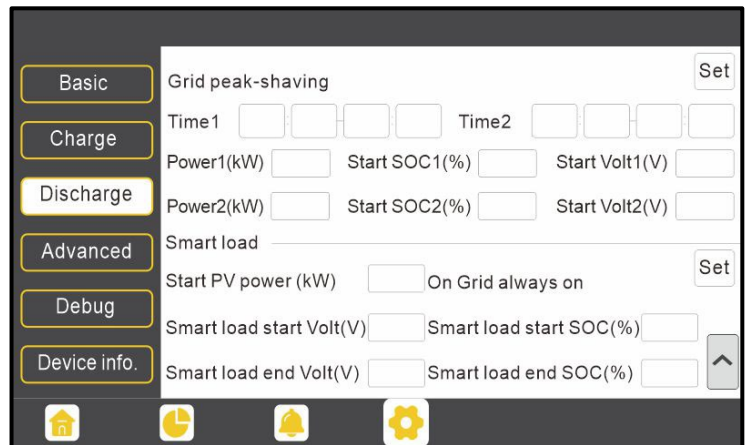 Basic
Charge
Discharge
Advanced
Debug
Device info.
Grid peak-shaving Set
Time1 : - : Time2 : - :
Power1(kW) Start SOC1(%) Start Volt1(V)
Power2(kW) Start SOC2(%) Start Volt2(V)
Smart load
Start PV power (kW) On Grid always on Set
Smart load start Volt(V) Smart load start SOC(%)
Smart load end Volt(V) Smart load end SOC(%)